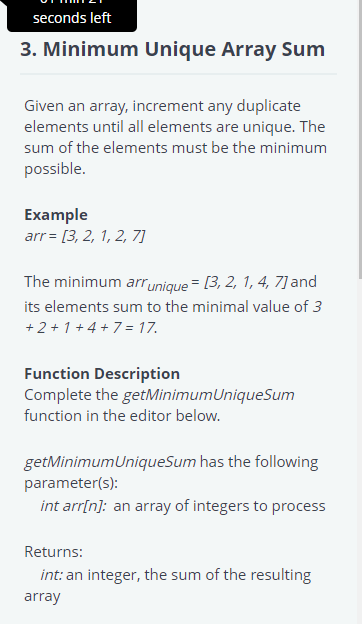 01 min 21
seconds left
3. Minimum Unique Array Sum
Given an array, increment any duplicate
elements until all elements are unique. The
sum of the elements must be the minimum
possible.
Example
arr = [3, 2, 1, 2, 7]
The minimum arrunique = [3, 2, 1, 4, 7] and
its elements sum to the minimal value of 3
+ 2 + 1 + 4 + 7 = 17.
Function Description
Complete the getMinimumUniqueSum
function in the editor below.
getMinimumUniqueSum has the following
parameter(s):
int arr[n]: an array of integers to process
Returns:
int: an integer, the sum of the resulting
array